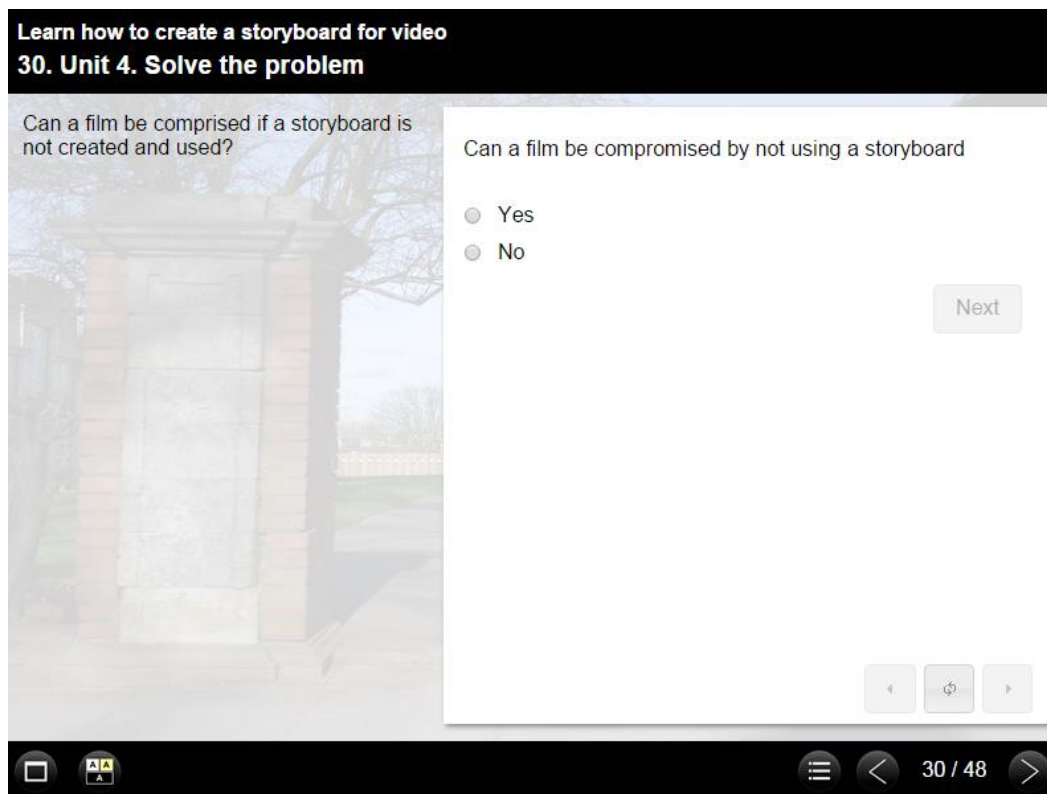 Learn how to create a storyboard for video
30. Unit 4. Solve the problem
Can a film be comprised if a storyboard is
not created and used?
Can a film be compromised by not using a storyboard
Yes
No
Next
A A
A
30 / 48